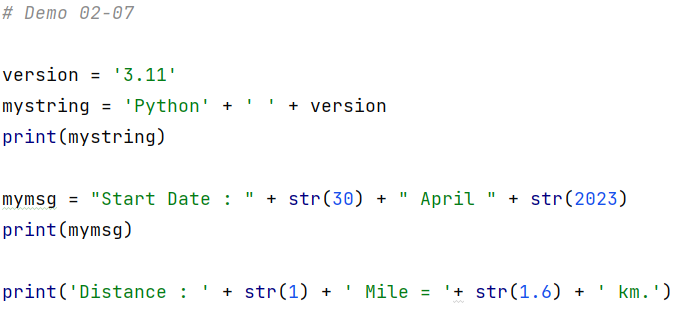 # Demo 02-07
version = '3.11'
mystring = 'Python' + ' ' + version
print(mystring)
mymsg = "Start Date : " + str(30) + " April " + str(2023)
print(mymsg)
print('Distance : ' + str(1) + ' Mile = '+ str(1.6) + ' km.')